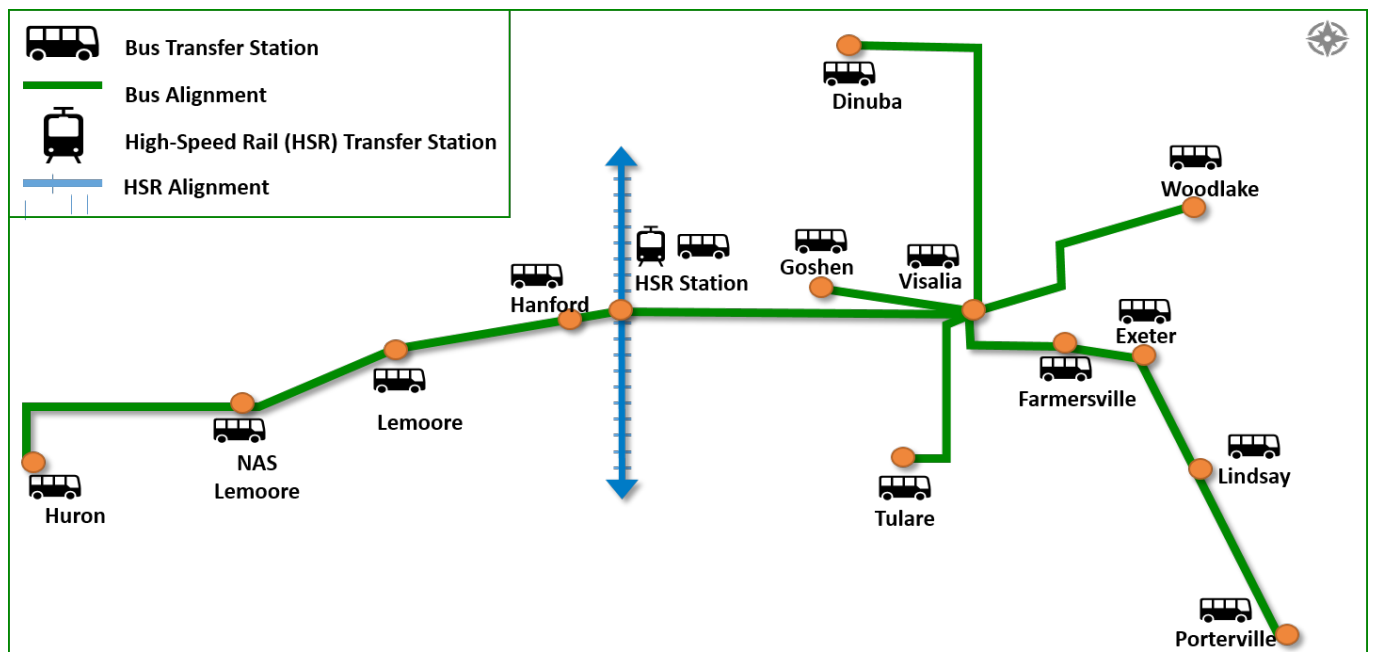 Bus Transfer Station
Bus Alignment
High-Speed Rail (HSR) Transfer Station
HSR Alignment
Dinuba
Woodlake
HSR Station
Goshen
Visalia
Hanford
Exeter
Farmersville
Lemoore
NAS
Lemoore
Huron
Lindsay
Tulare
Porterville